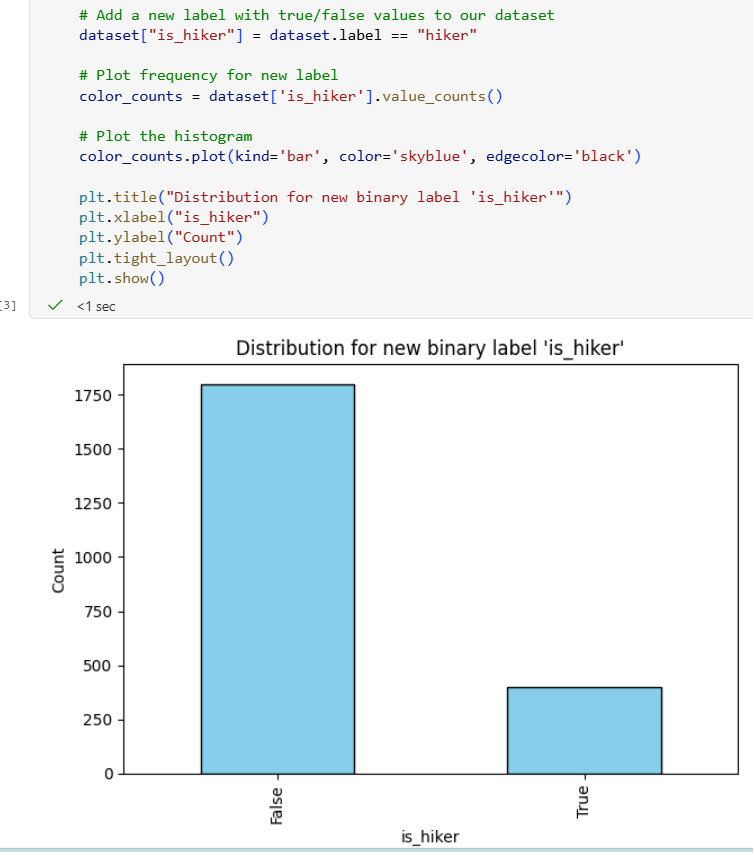 # Add a new label with true/false values to our dataset
dataset["is_hiker"] = dataset.label == "hiker"
# Plot frequency for new label
color_counts = dataset['is_hiker'].value_counts()
# Plot the histogram
color_counts.plot(kind='bar', color='skyblue', edgecolor='black')
plt.title("Distribution for new binary label 'is_hiker'")
plt.xlabel("is_hiker")
plt.ylabel("Count")
plt.tight_layout()
plt.show()
[3]
<1 sec
Distribution for new binary label 'is_hiker'
1750
1500
1250
1000
750
500
250
0
Count
False
True
is_hiker